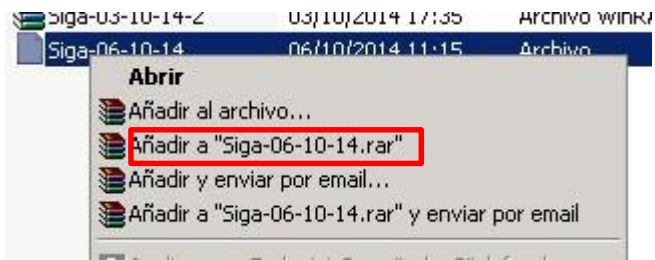 Siga-03-10-14-2 03/10/2014 17:35 Archivo WinRA
Siga-06-10-14 06/10/2014 11:15 Archivo
Abrir
Añadir al archivo...
Añadir a "Siga-06-10-14.rar"
Añadir y enviar por email...
Añadir a "Siga-06-10-14.rar" y enviar por email